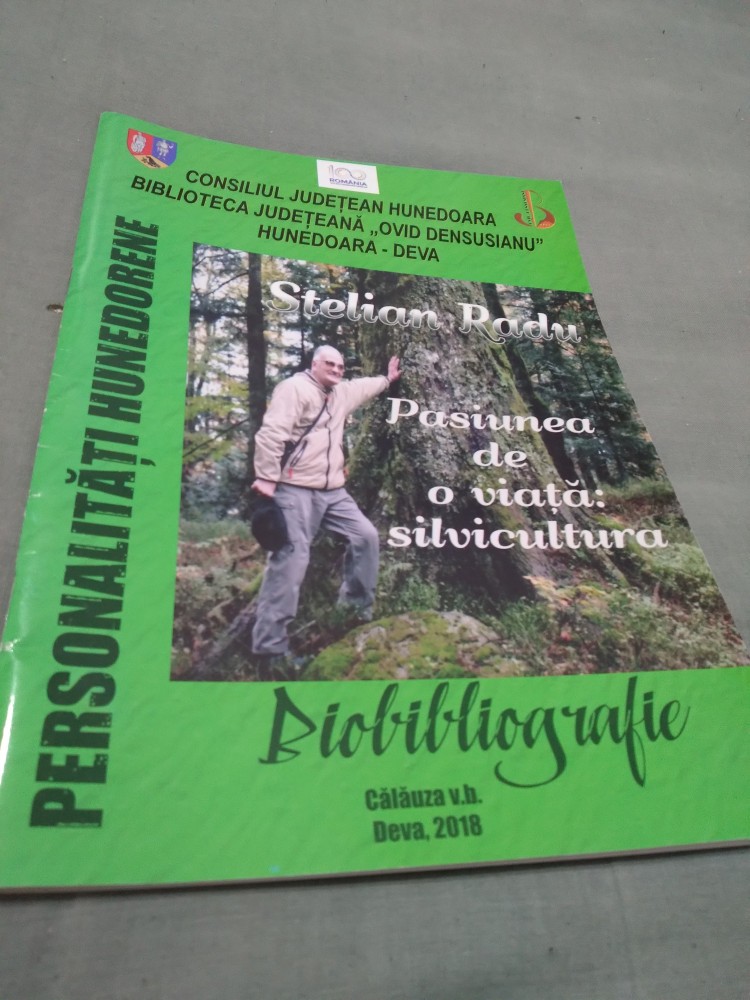 ROMÂNIA
CONSILIUL JUDEȚEAN HUNEDOARA
BIBLIOTECA JUDEȚEANĂ „OVID DENSUSIANU”
HUNEDOARA - DEVA
PERSONALITĂȚI HUNEDORENE
Stelian Radu
Pasiunea
de
o viață:
silvicultura
Biobibliografie
Călăuza v.b.
Deva, 2018